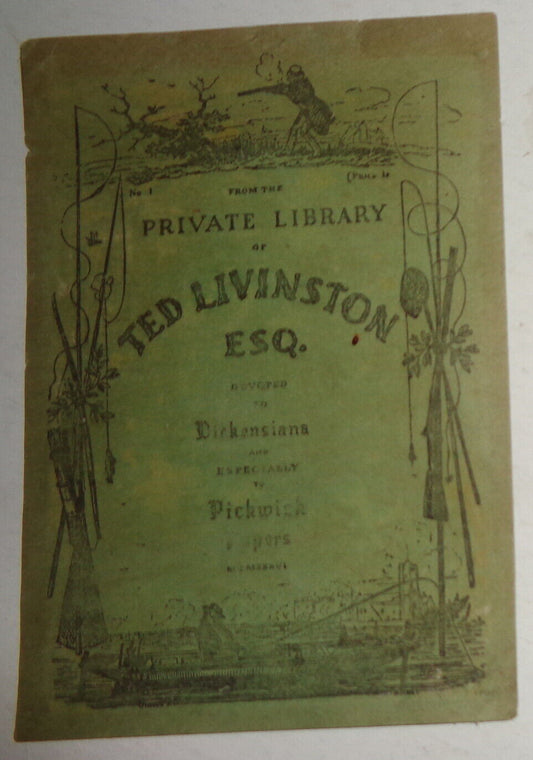 No 1
FROM THE
PRIVATE LIBRARY
OF
TED LIVINSTON
ESQ.
DEVOTED
TO
Dickensiana
AND
ESPECIALLY
TO
Pickwick